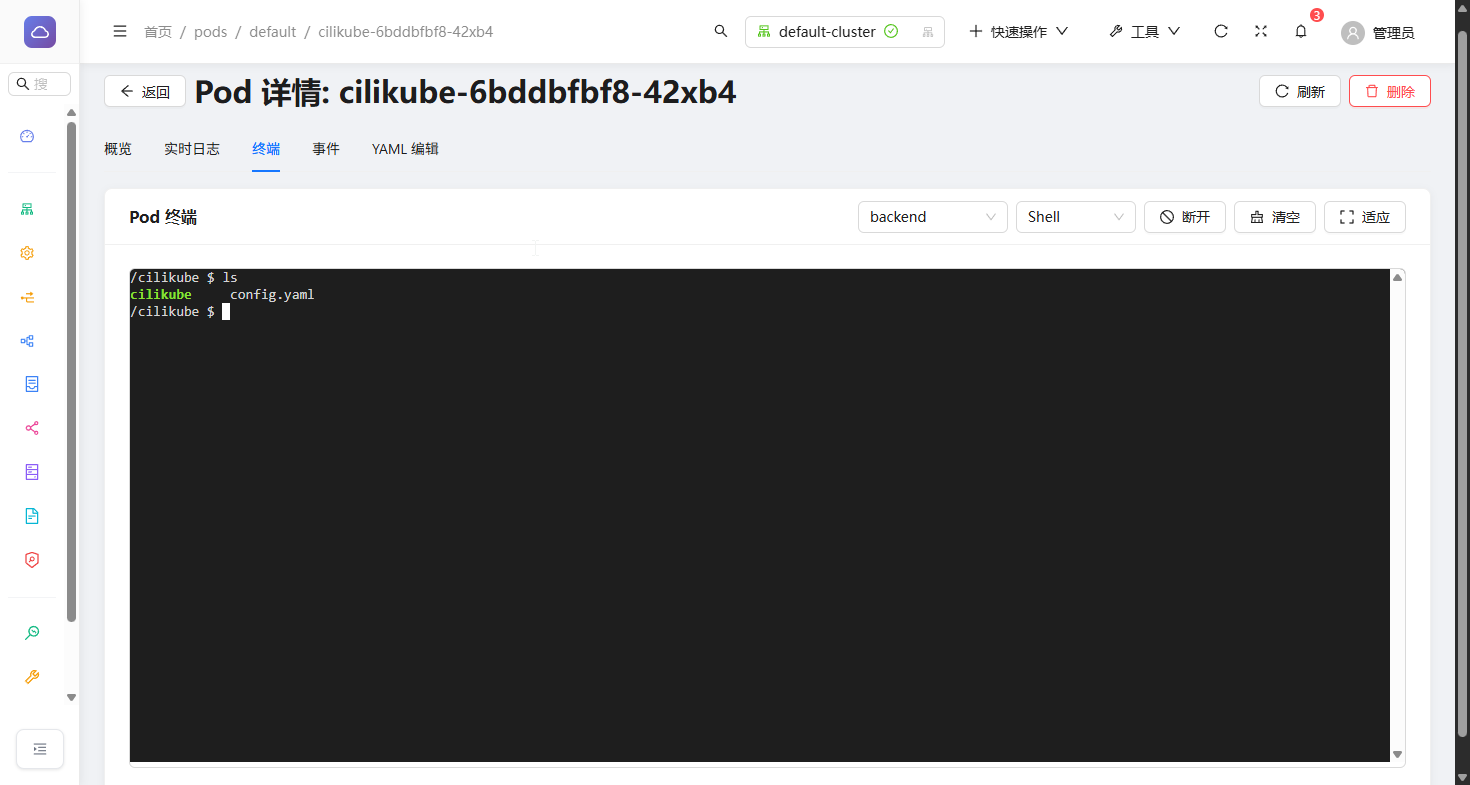 首页 / pods / default / cilikube-6bddbfbf8-42xb4
default-cluster
快速操作
工具
3
管理员
搜
返回
Pod 详情: cilikube-6bddbfbf8-42xb4
刷新
删除
概览
实时日志
终端
事件
YAML 编辑
Pod 终端
backend
Shell
断开
清空
适应
/cilikube $ ls
cilikube config.yaml
/cilikube $